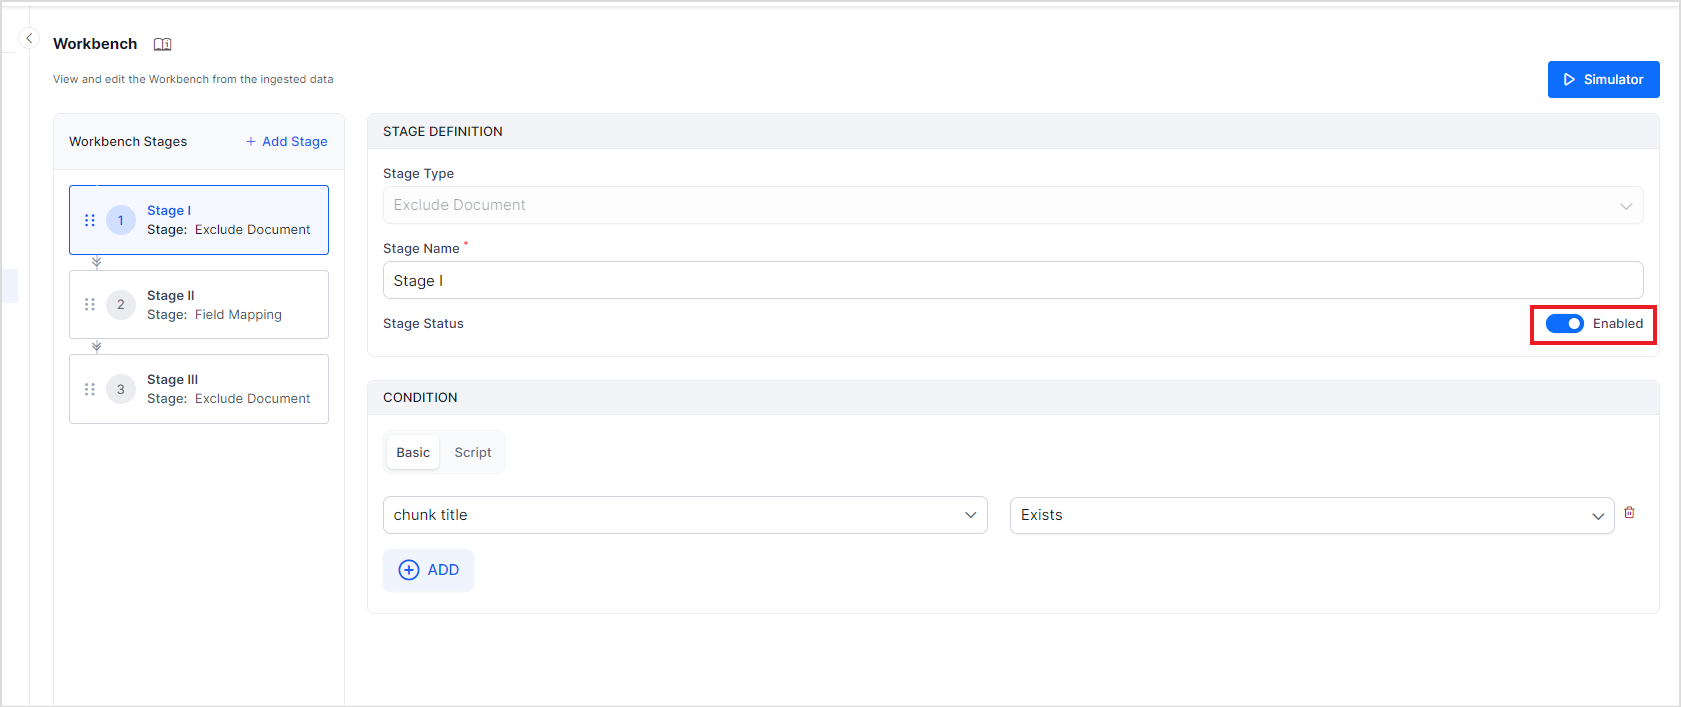 Workbench
View and edit the Workbench from the ingested data
Simulator
Workbench Stages
+ Add Stage
1
Stage I
Stage: Exclude Document
2
Stage II
Stage: Field Mapping
3
Stage III
Stage: Exclude Document
STAGE DEFINITION
Stage Type
Exclude Document
Stage Name *
Stage I
Stage Status
Enabled
CONDITION
Basic
Script
chunk title
Exists
ADD